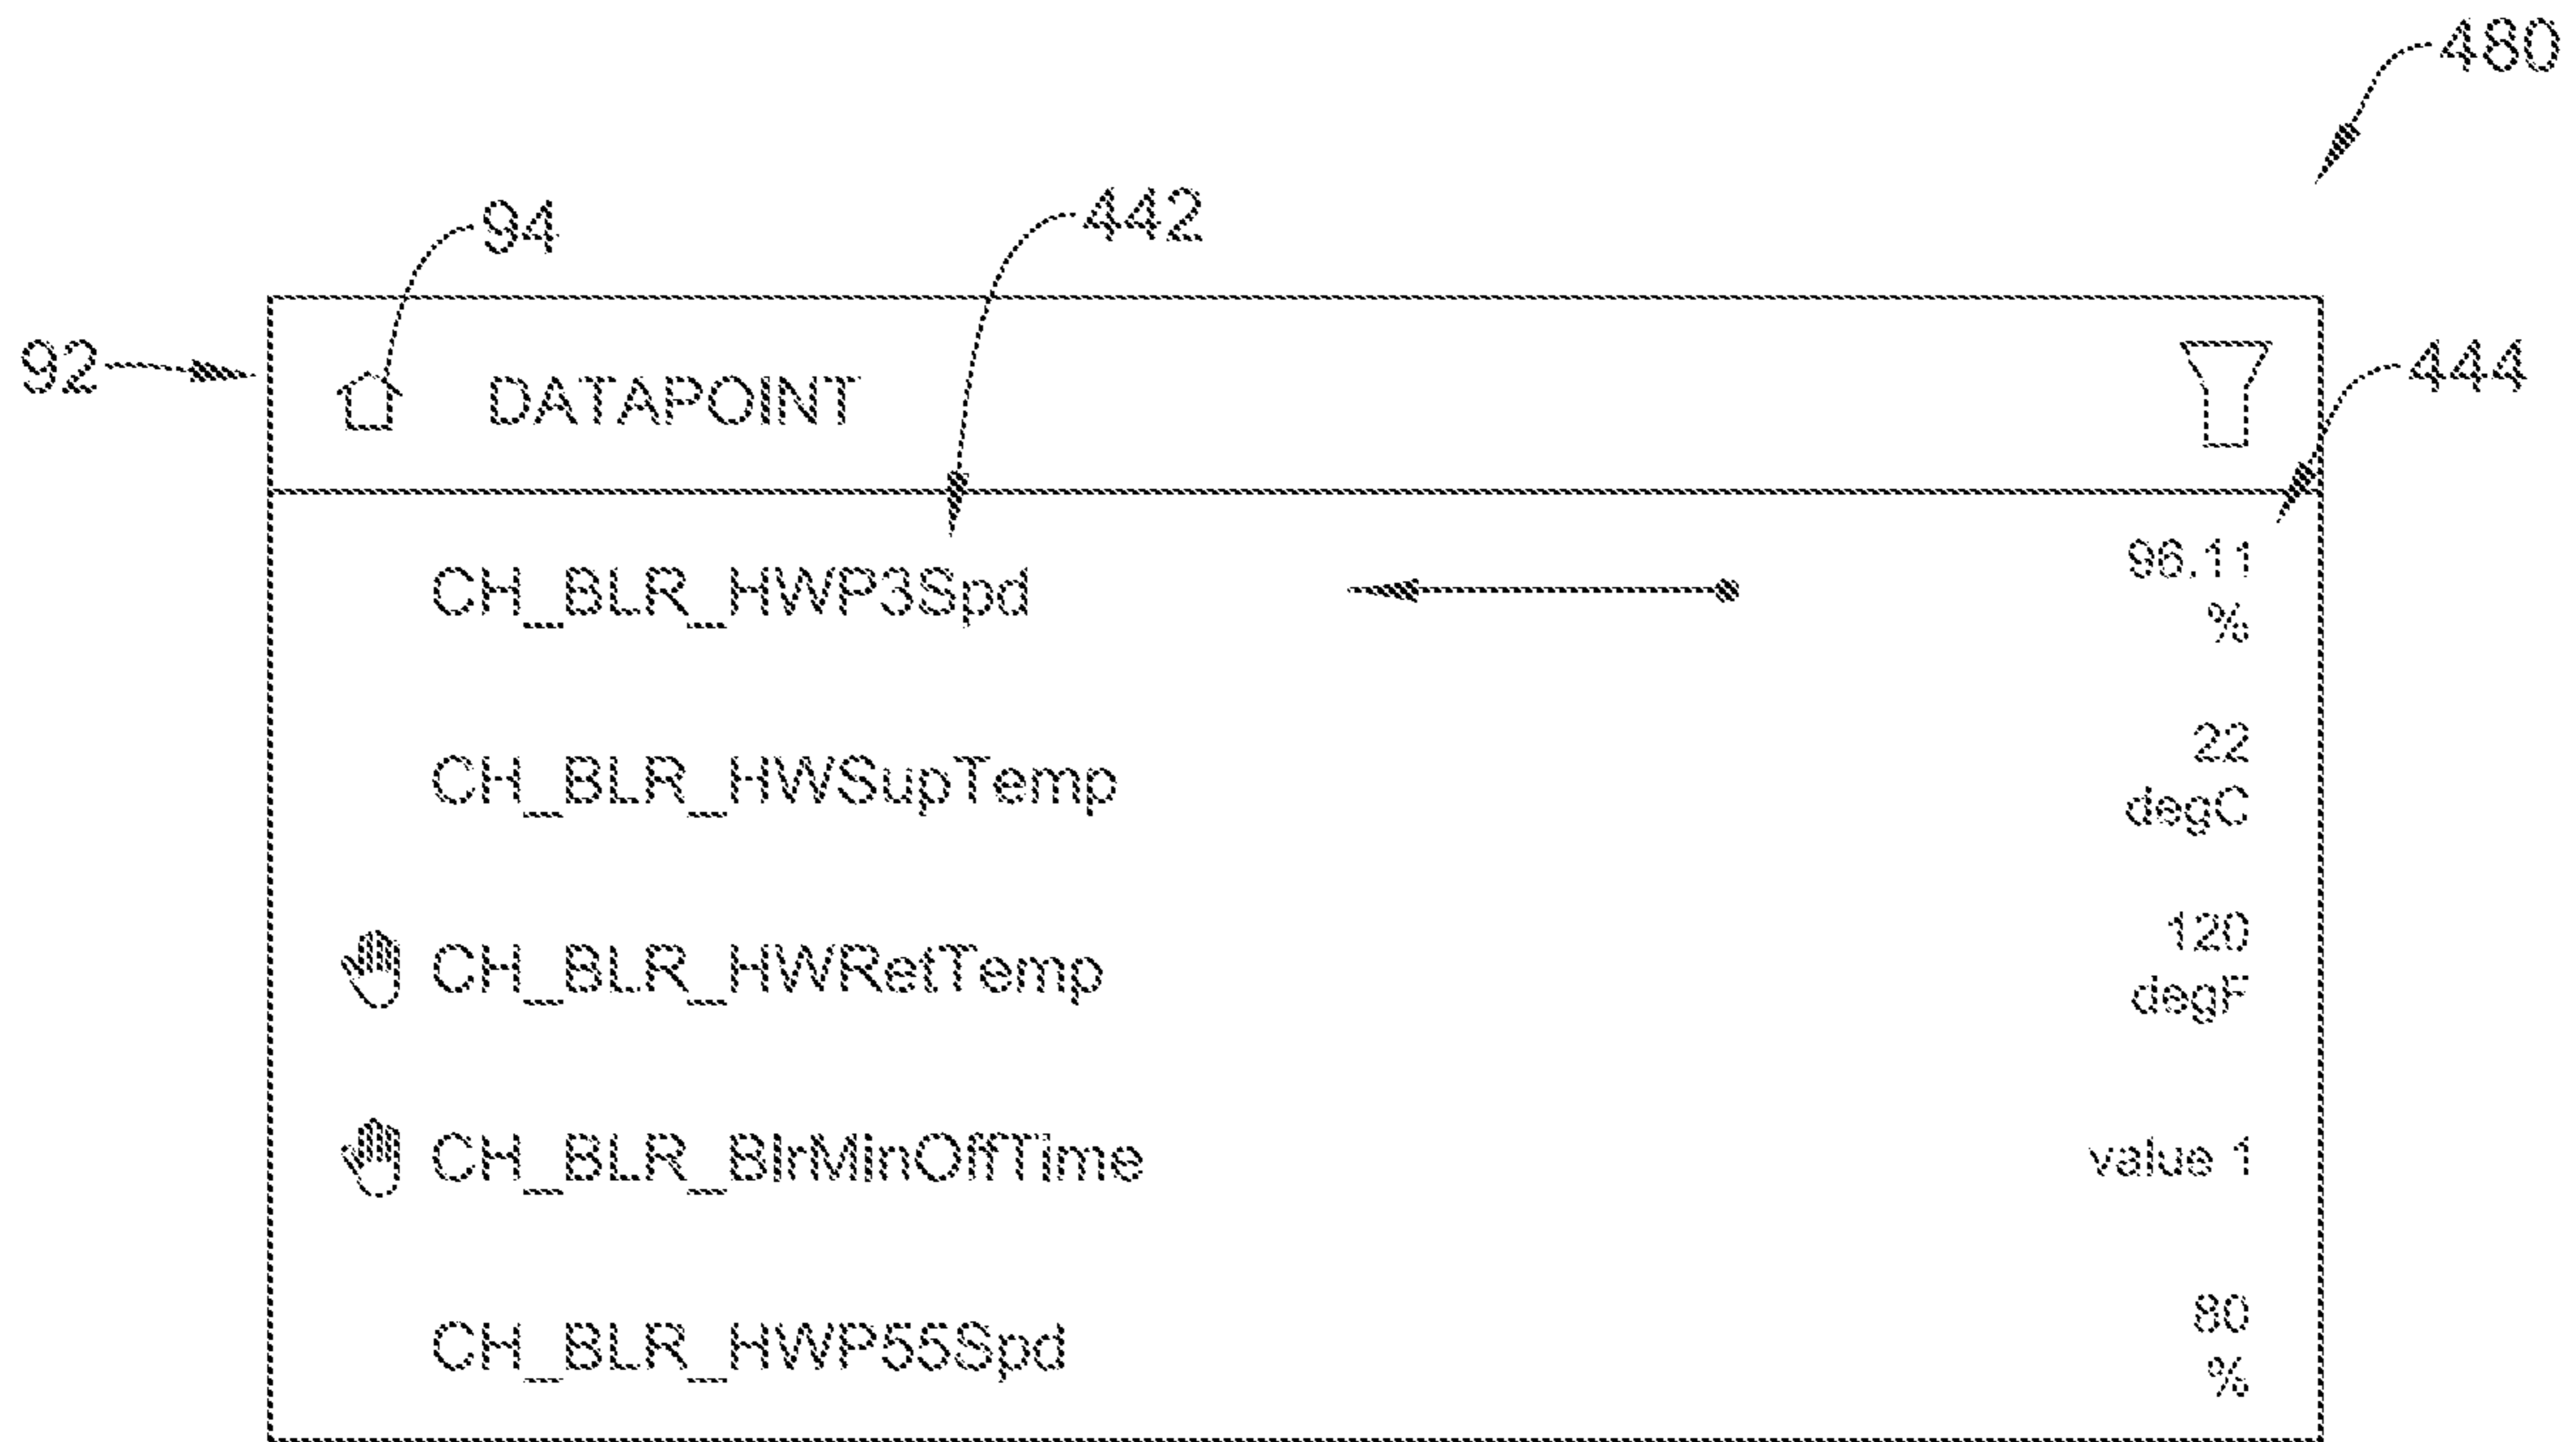 480
94
442
92
DATAPOINT
444
CH_BLR_HWP3Spd
96.11
%
CH_BLR_HWSupTemp
22
degC
CH_BLR_HWRetTemp
120
degF
CH_BLR_BlrMinOffTime
value 1
CH_BLR_HWP55Spd
80
%